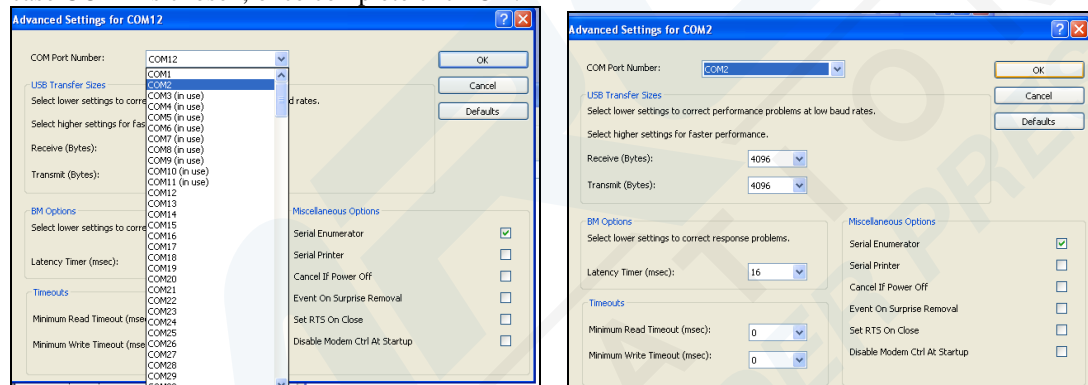 Advanced Settings for COM12
COM Port Number:
COM12
COM1
COM2
COM3 (in use)
COM4 (in use)
COM5 (in use)
COM6 (in use)
COM7 (in use)
COM8 (in use)
COM9 (in use)
COM10 (in use)
COM11 (in use)
COM12
COM13
COM14
COM15
COM16
COM17
COM18
COM19
COM20
COM21
COM22
COM23
COM24
COM25
COM26
COM27
COM28
COM29
OK
Cancel
Defaults
USB Transfer Sizes
Select lower settings to corre
d rates.
Select higher settings for fas
Receive (Bytes):
Transmit (Bytes):
BM Options
Select lower settings to corre
Latency Timer (msec):
Timeouts
Minimum Read Timeout (mse
Minimum Write Timeout (mse
Miscellaneous Options
Serial Enumerator
Serial Printer
Cancel If Power Off
Event On Surprise Removal
Set RTS On Close
Disable Modem Ctrl At Startup
Advanced Settings for COM2
COM Port Number:
COM2
OK
Cancel
Defaults
USB Transfer Sizes
Select lower settings to correct performance problems at low baud rates.
Select higher settings for faster performance.
Receive (Bytes):
4096
Transmit (Bytes):
4096
BM Options
Select lower settings to correct response problems.
Latency Timer (msec):
16
Timeouts
Minimum Read Timeout (msec):
0
Minimum Write Timeout (msec):
0
Miscellaneous Options
Serial Enumerator
Serial Printer
Cancel If Power Off
Event On Surprise Removal
Set RTS On Close
Disable Modem Ctrl At Startup